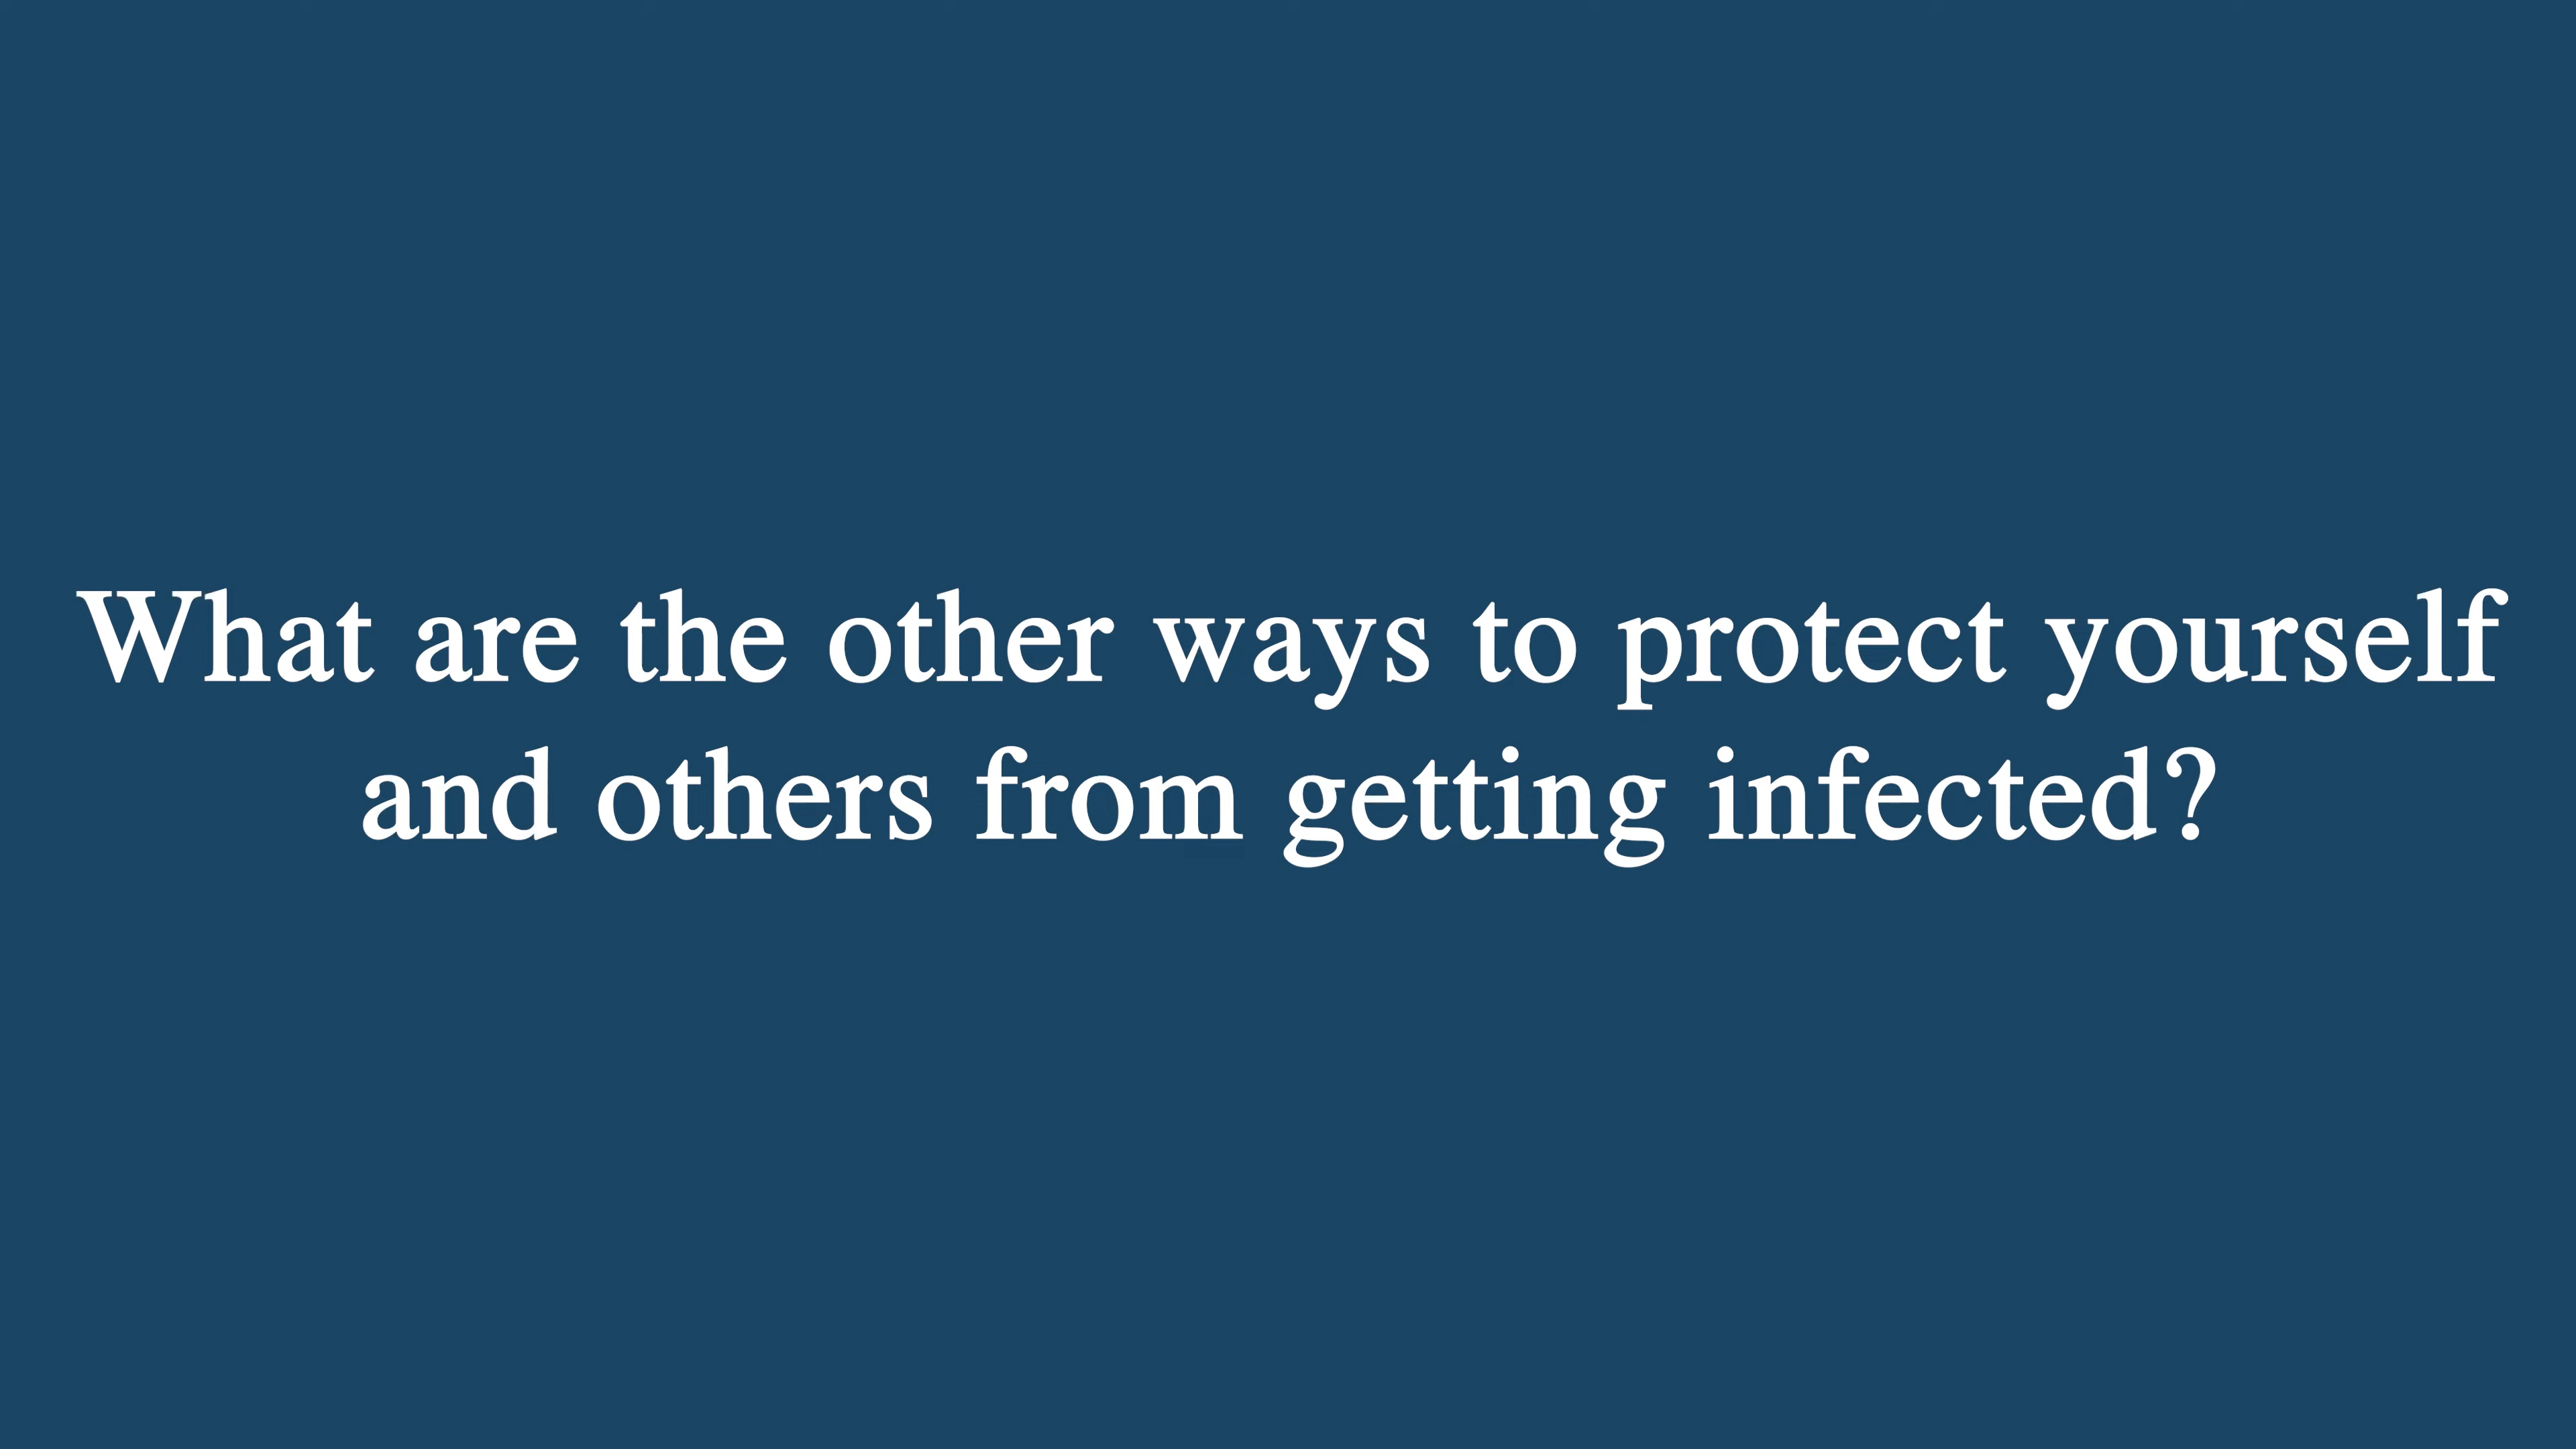 What are the other ways to protect yourself
and others from getting infected?